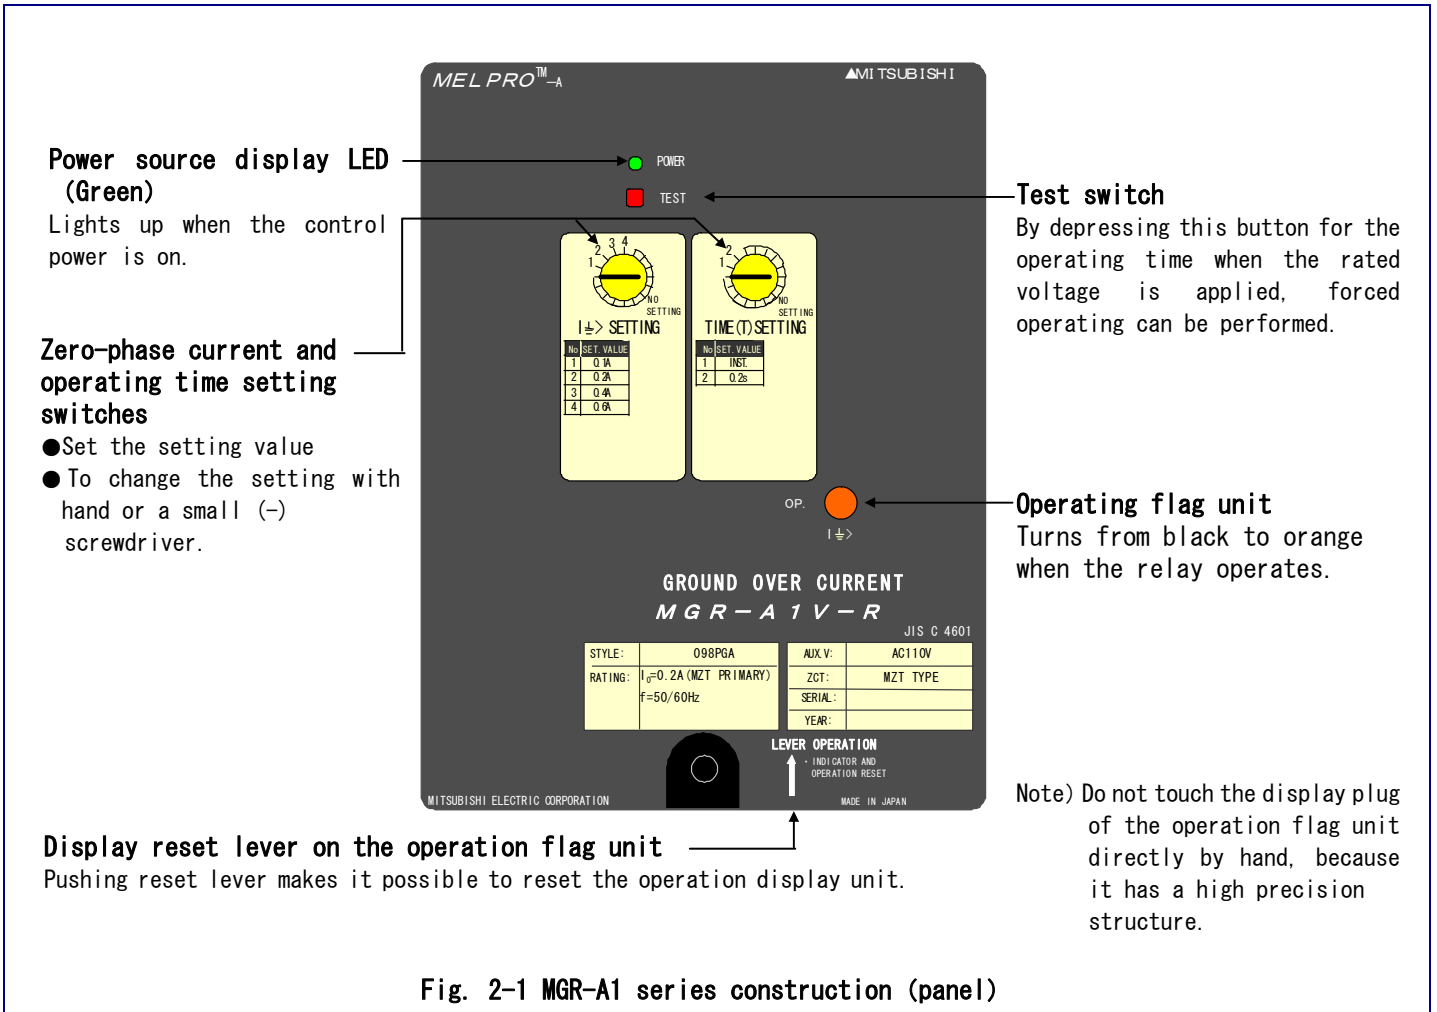 MELPRO™-A
▲MITSUBISHI
Power source display LED
(Green)
Lights up when the control
power is on.
POWER
TEST
Test switch
By depressing this button for the
operating time when the rated
voltage is applied, forced
operating can be performed.
1 2 3 4
NO
SETTING
I⏚> SETTING
No SET.VALUE
1 0.1A
2 0.2A
3 0.4A
4 0.6A
1 2
NO
SETTING
TIME(T)SETTING
No SET.VALUE
1 INST.
2 0.2s
Zero-phase current and
operating time setting
switches
●Set the setting value
●To change the setting with
hand or a small (-)
screwdriver.
OP.
I⏚>
Operating flag unit
Turns from black to orange
when the relay operates.
GROUND OVER CURRENT
MGR-A1V-R
JIS C 4601
STYLE: 098PGA
RATING: I₀=0.2A(MZT PRIMARY)
f=50/60Hz
AUX.V: AC110V
ZCT: MZT TYPE
SERIAL:
YEAR:
LEVER OPERATION
・INDICATOR AND
OPERATION RESET
MITSUBISHI ELECTRIC CORPORATION
MADE IN JAPAN
Display reset lever on the operation flag unit
Pushing reset lever makes it possible to reset the operation display unit.
Note) Do not touch the display plug
of the operation flag unit
directly by hand, because
it has a high precision
structure.
Fig. 2-1 MGR-A1 series construction (panel)